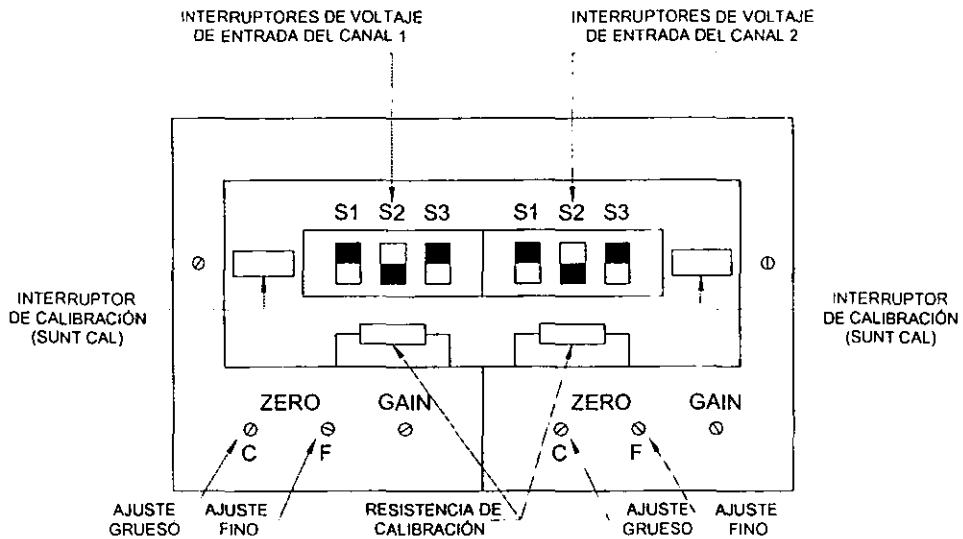 INTERRUPTORES DE VOLTAJE
DE ENTRADA DEL CANAL 1
INTERRUPTORES DE VOLTAJE
DE ENTRADA DEL CANAL 2
S1 S2 S3
S1 S2 S3
INTERRUPTOR
DE CALIBRACIÓN
(SUNT CAL)
INTERRUPTOR
DE CALIBRACIÓN
(SUNT CAL)
ZERO GAIN
ZERO GAIN
C F
C F
AJUSTE
GRUESO
AJUSTE
FINO
RESISTENCIA DE
CALIBRACIÓN
AJUSTE
GRUESO
AJUSTE
FINO